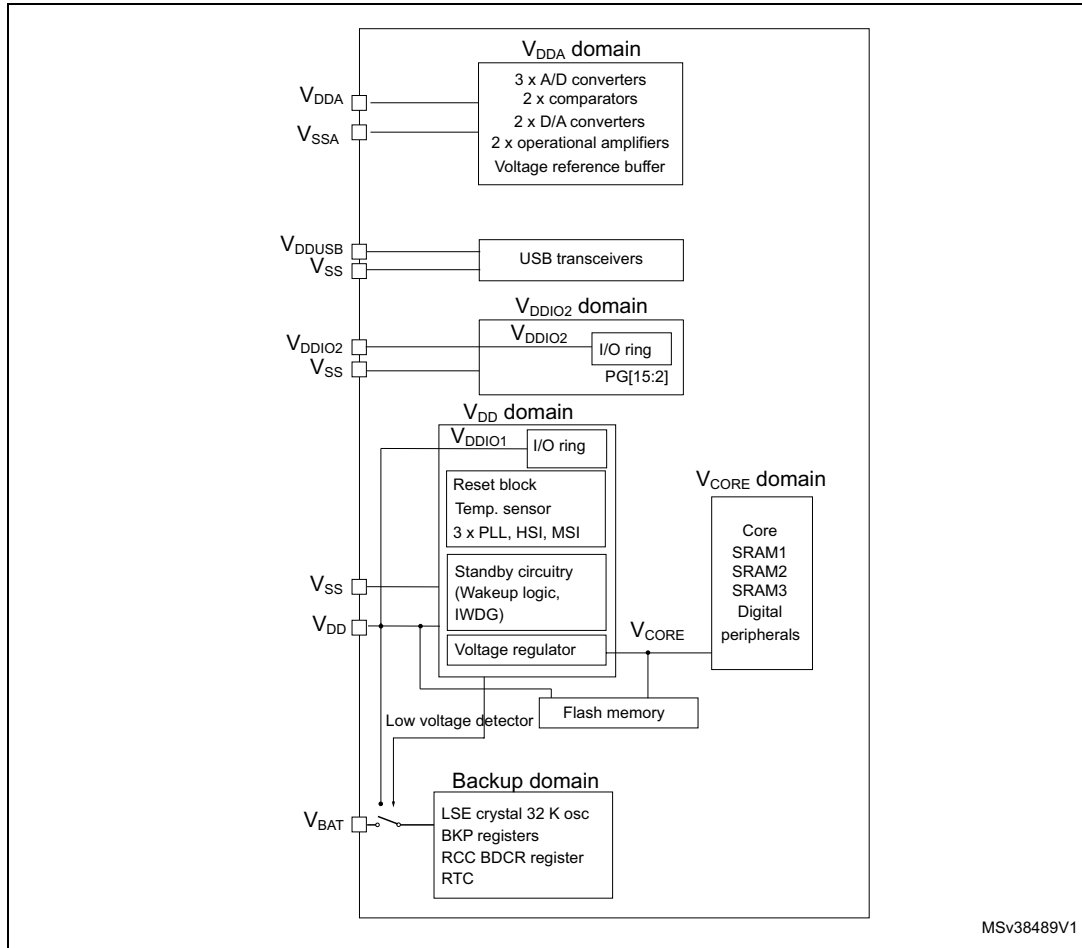 VDDA domain
3 x A/D converters
2 x comparators
2 x D/A converters
2 x operational amplifiers
Voltage reference buffer
VDDA
VSSA
VDDUSB
VSS
USB transceivers
VDDIO2 domain
VDDIO2
VSS
VDDIO2
I/O ring
PG[15:2]
VDD domain
VDDIO1
I/O ring
Reset block
Temp. sensor
3 x PLL, HSI, MSI
VSS
VDD
Standby circuitry
(Wakeup logic,
IWDG)
Voltage regulator
VCORE
VCORE domain
Core
SRAM1
SRAM2
SRAM3
Digital
peripherals
Flash memory
Low voltage detector
Backup domain
VBAT
LSE crystal 32 K osc
BKP registers
RCC BDCR register
RTC
MSv38489V1